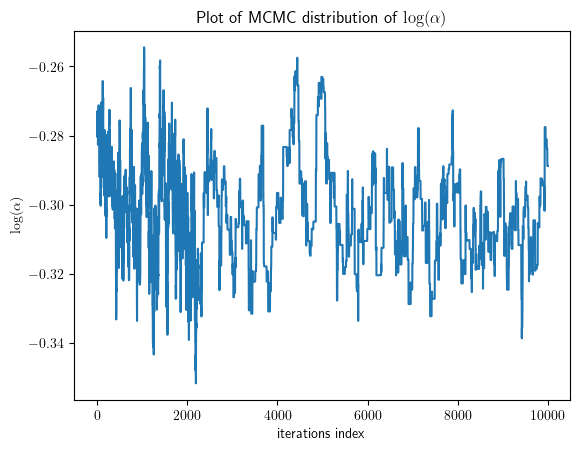 Plot of MCMC distribution of log(α)
−0.26
−0.28
−0.30
−0.32
−0.34
log(α)
0 2000 4000 6000 8000 10000
iterations index